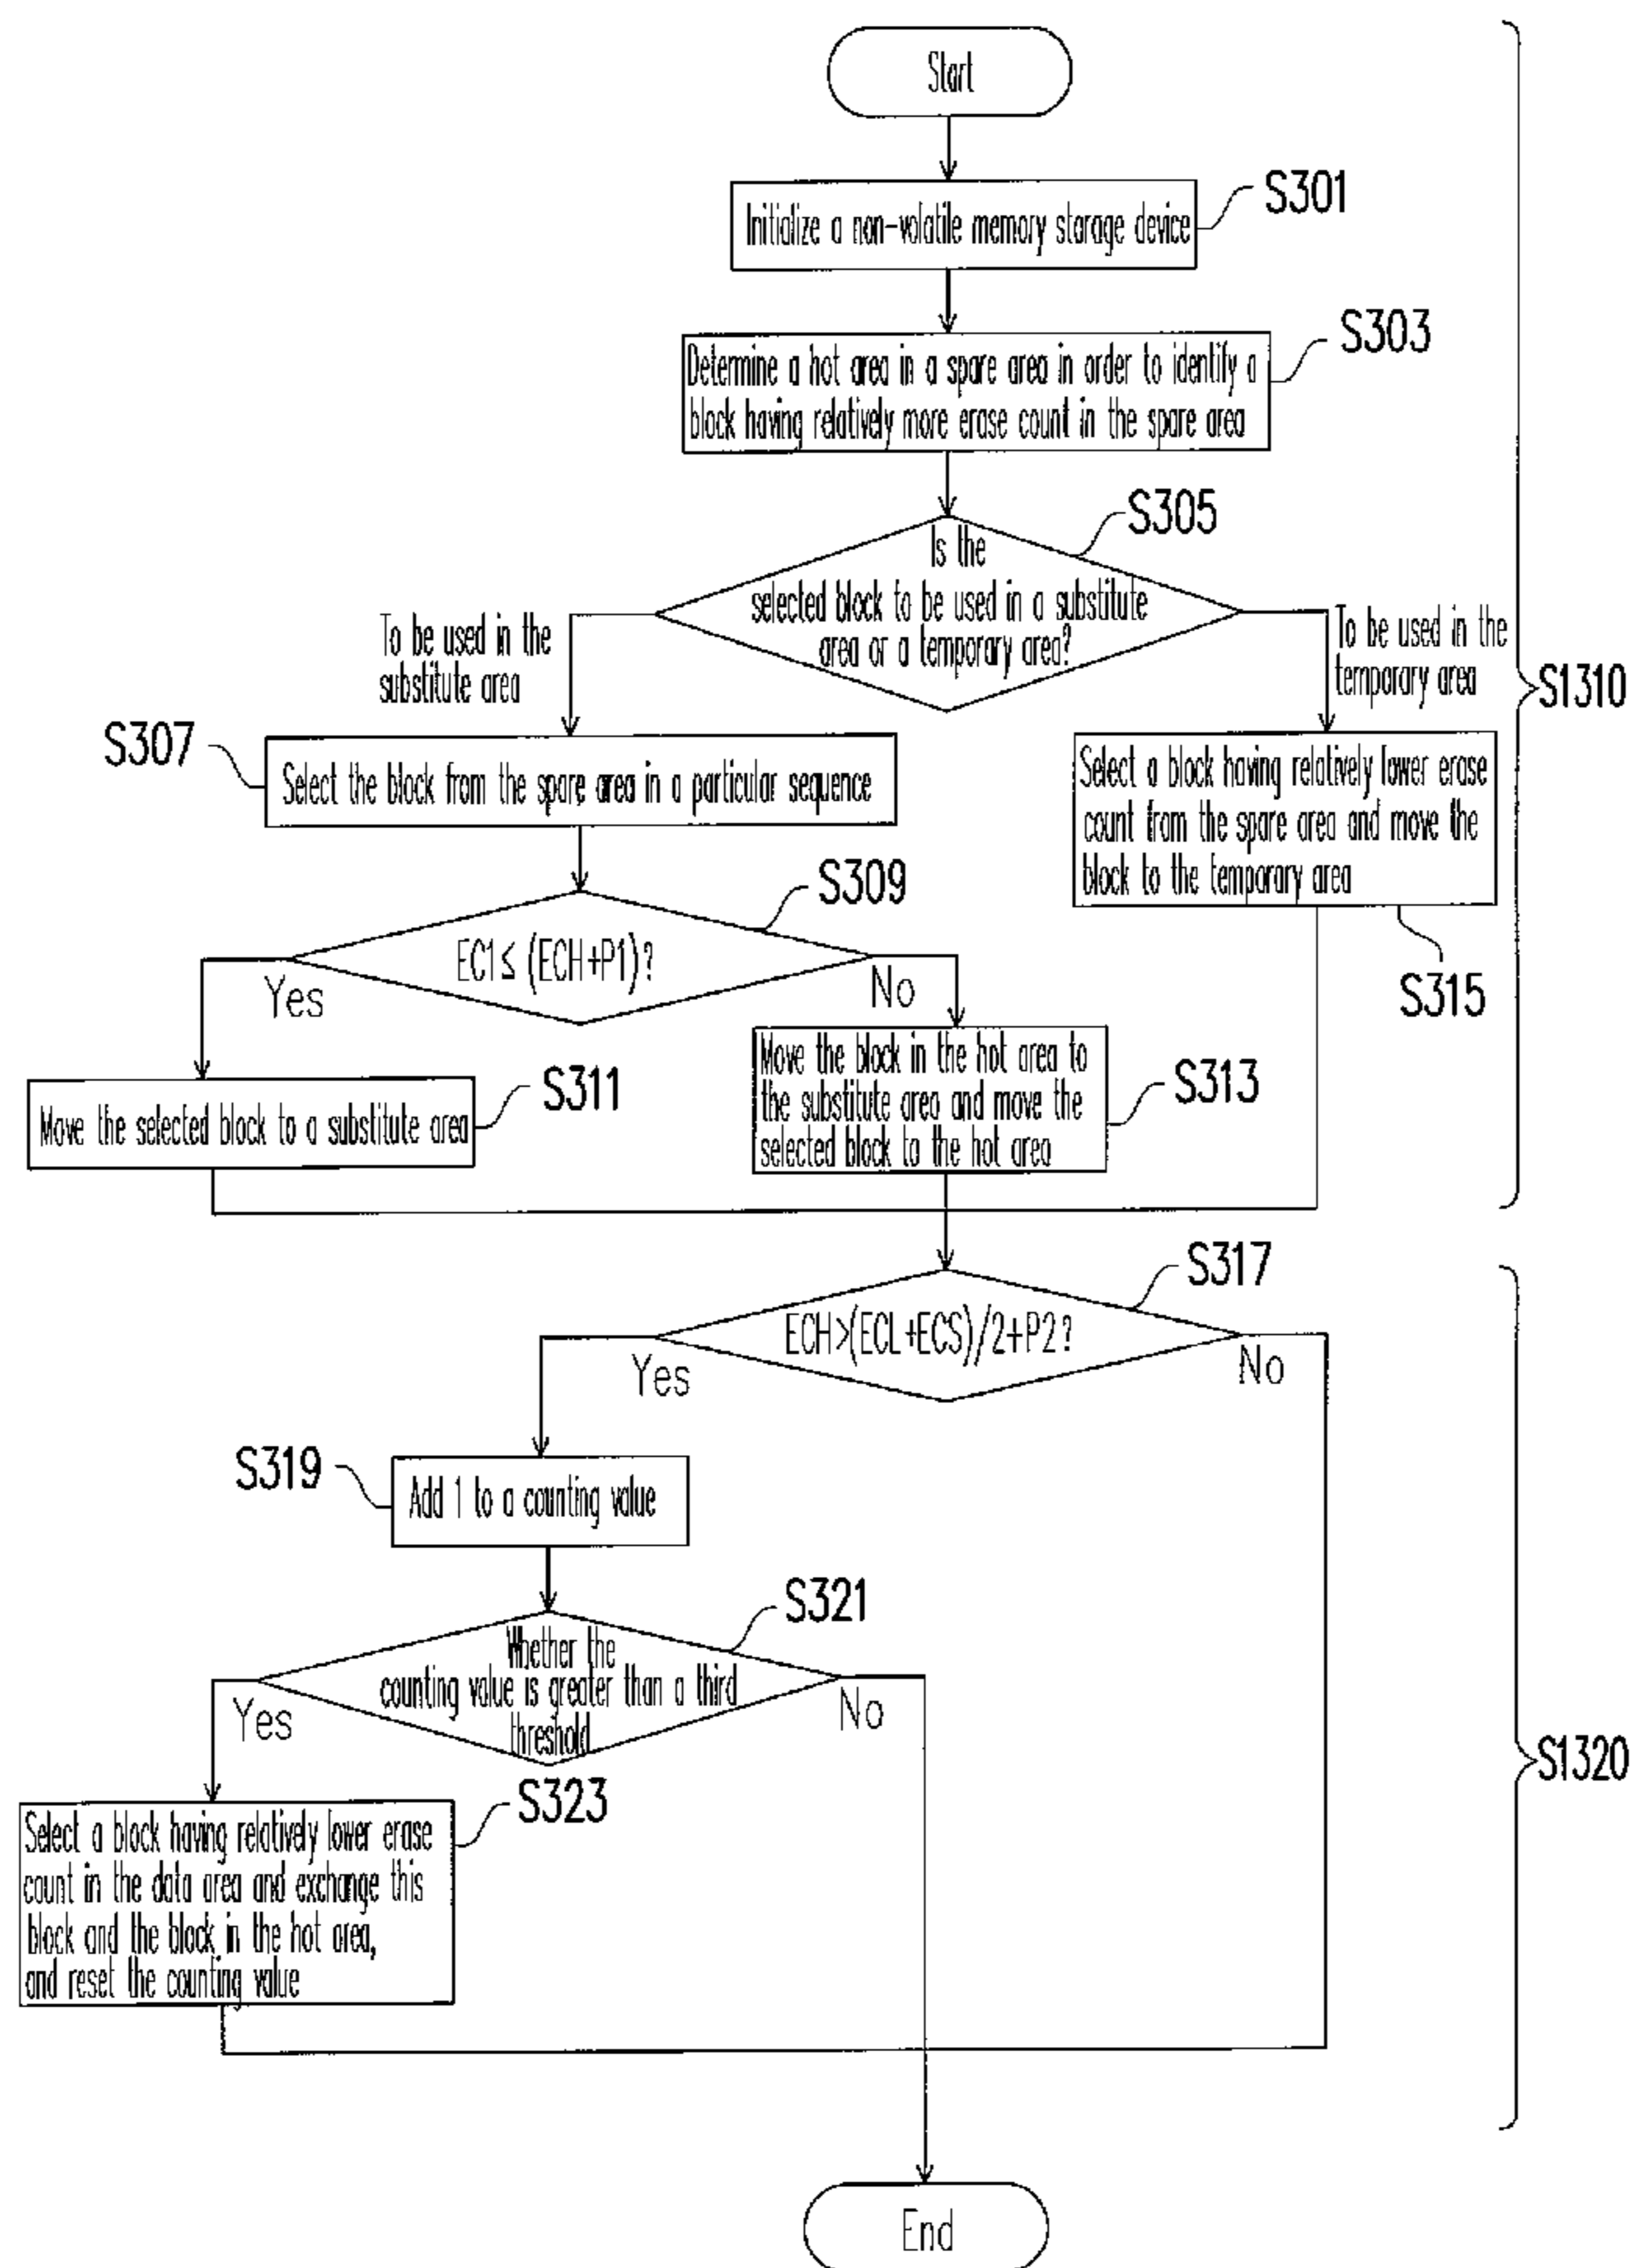 Start
Initialize a non-volatile memory storage device
S301
Determine a hot area in a spare area in order to identify a
block having relatively more erase count in the spare area
S303
Is the
selected block to be used in a substitute
area or a temporary area?
S305
To be used in the
substitute area
To be used in the
temporary area
S1310
S307
Select the block from the spare area in a particular sequence
Select a block having relatively lower erase
count from the spare area and move the
block to the temporary area
S315
EC1≤ (ECH+P1)?
S309
Yes
No
Move the selected block to a substitute area
S311
Move the block in the hot area to
the substitute area and move the
selected block to the hot area
S313
ECH>(ECL+ECS)/2+P2?
S317
Yes
No
S319
Add 1 to a counting value
Whether the
counting value is greater than a third
threshold
S321
Yes
No
S1320
Select a block having relatively lower erase
count in the data area and exchange this
block and the block in the hot area,
and reset the counting value
S323
End